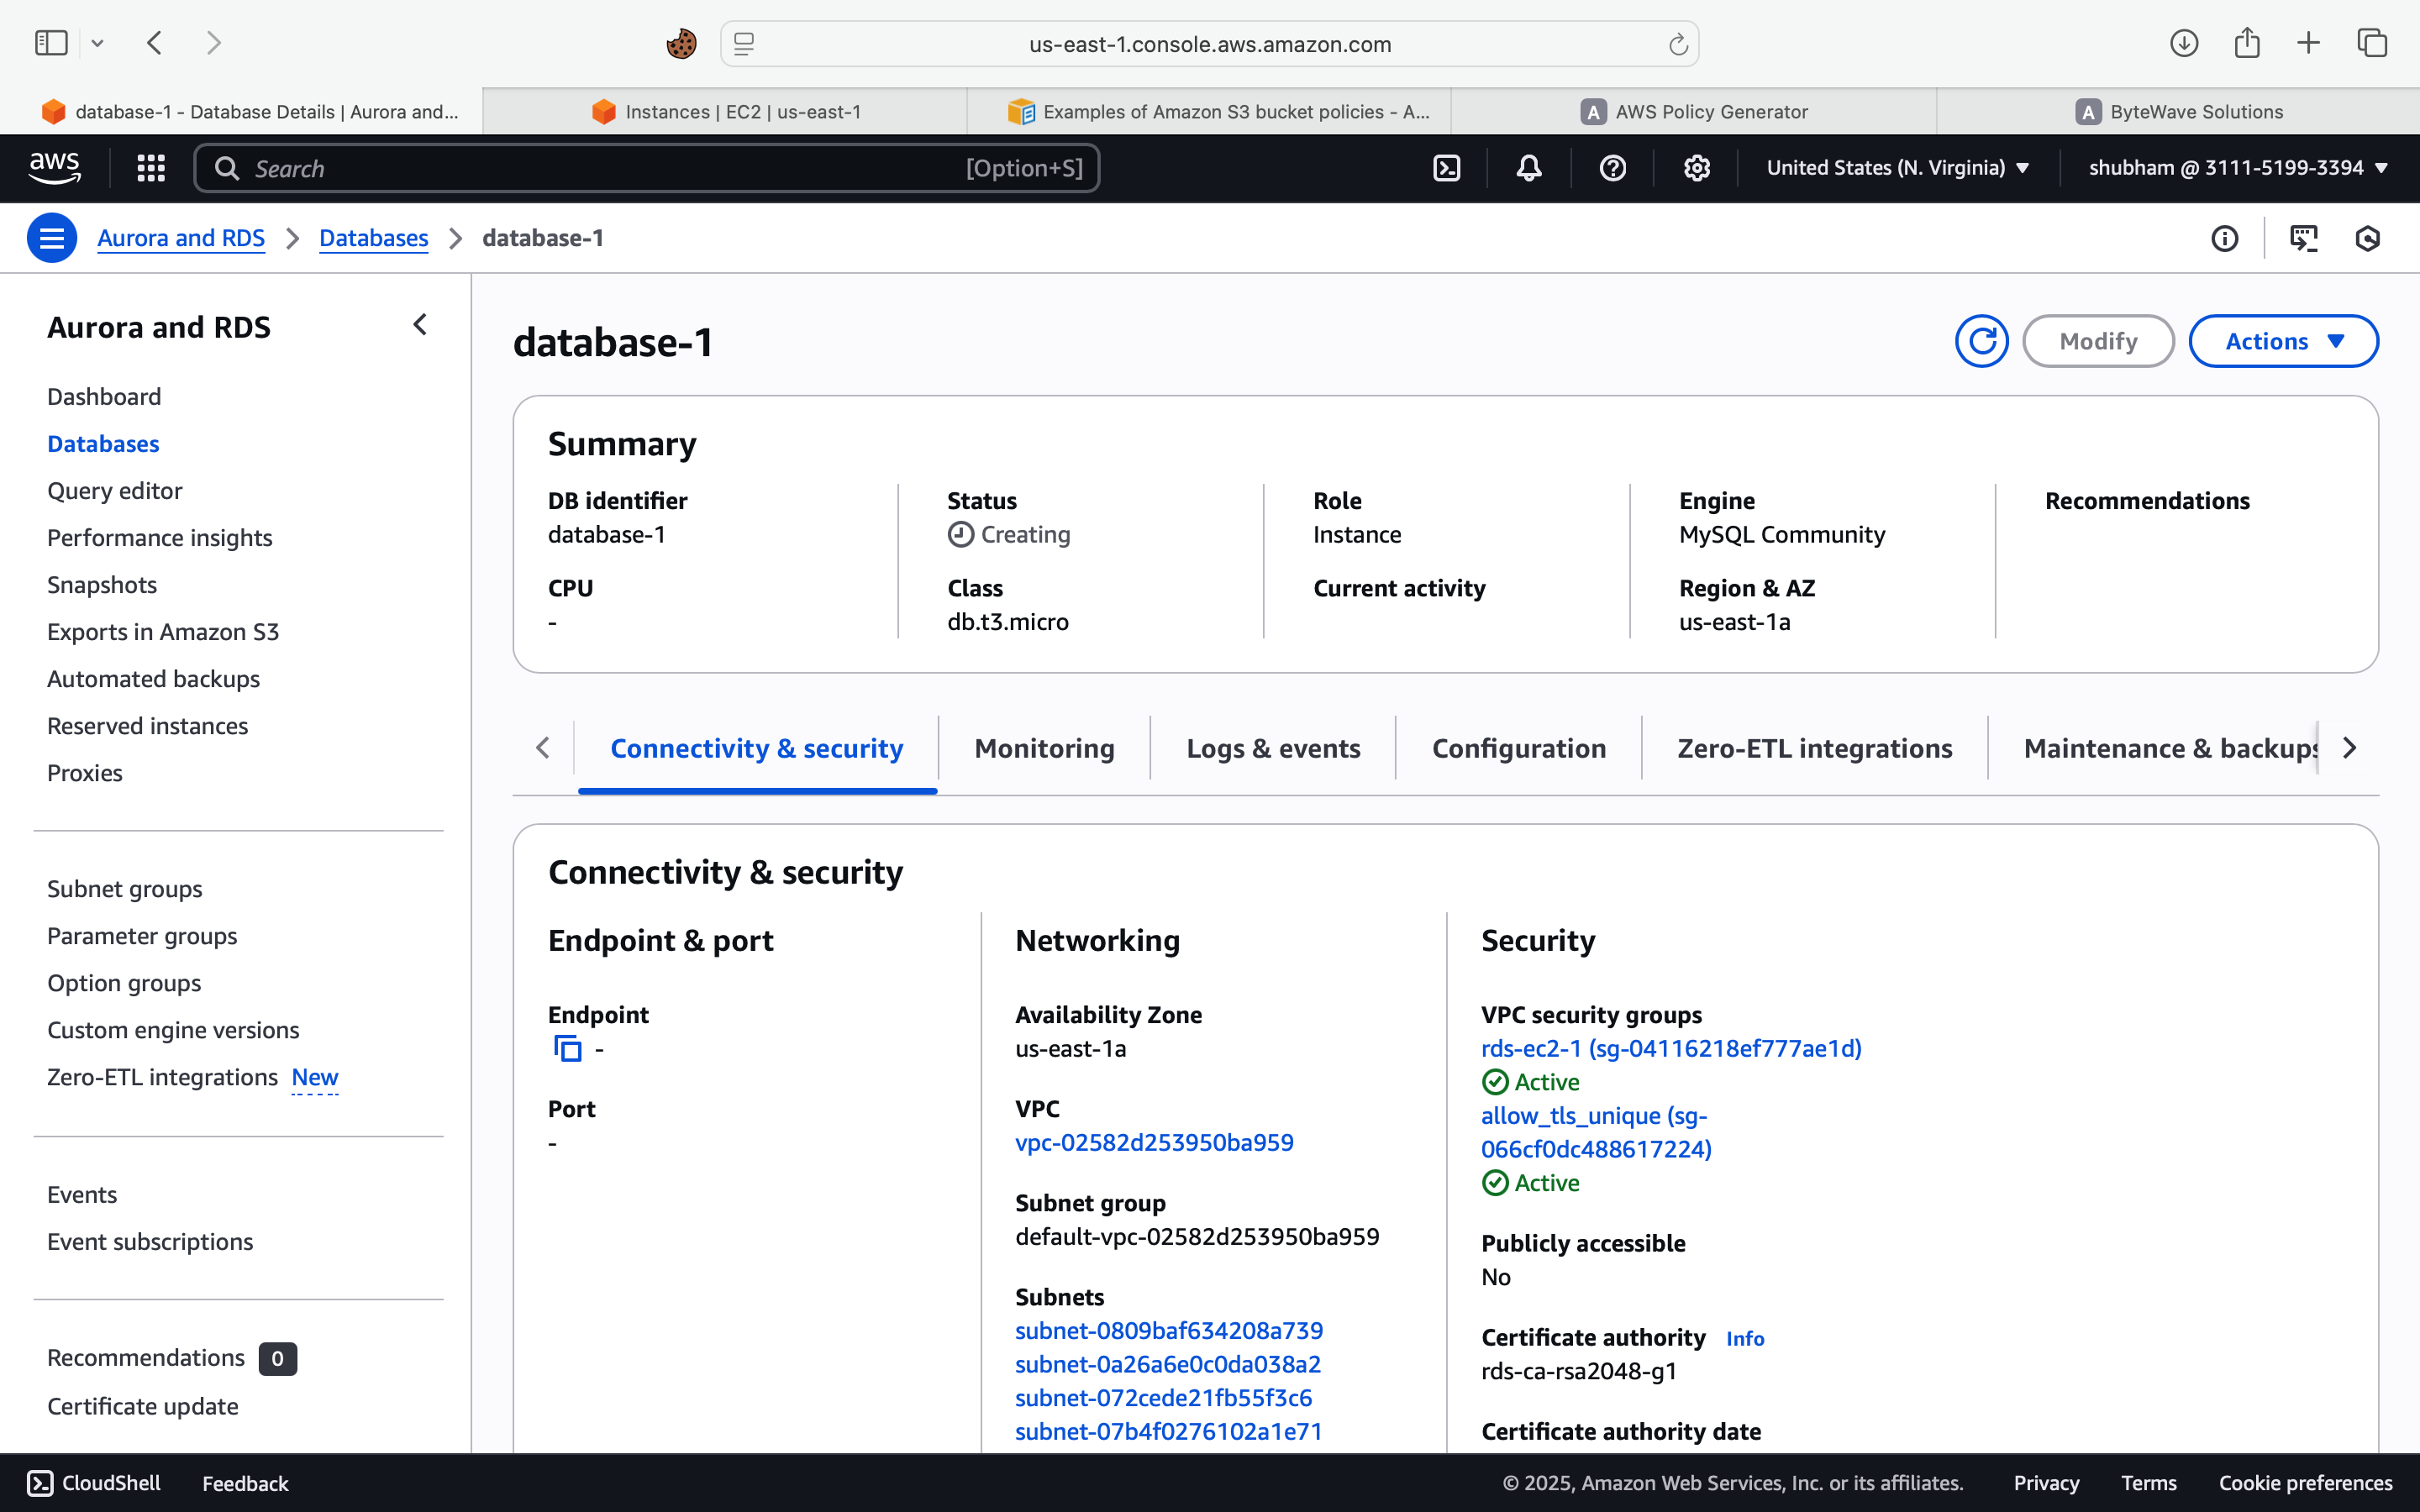 us-east-1.console.aws.amazon.com
database-1 - Database Details | Aurora and...
Instances | EC2 | us-east-1
Examples of Amazon S3 bucket policies - A...
A AWS Policy Generator
A ByteWave Solutions
aws
Search
[Option+S]
United States (N. Virginia)
shubham @ 3111-5199-3394
Aurora and RDS
Databases
database-1
Aurora and RDS
Dashboard
Databases
Query editor
Performance insights
Snapshots
Exports in Amazon S3
Automated backups
Reserved instances
Proxies
Subnet groups
Parameter groups
Option groups
Custom engine versions
Zero-ETL integrations New
Events
Event subscriptions
Recommendations 0
Certificate update
database-1
Modify
Actions
Summary
DB identifier
database-1
CPU
-
Status
Creating
Class
db.t3.micro
Role
Instance
Current activity
Engine
MySQL Community
Region & AZ
us-east-1a
Recommendations
Connectivity & security
Monitoring
Logs & events
Configuration
Zero-ETL integrations
Maintenance & backups
Connectivity & security
Endpoint & port
Endpoint
-
Port
-
Networking
Availability Zone
us-east-1a
VPC
vpc-02582d253950ba959
Subnet group
default-vpc-02582d253950ba959
Subnets
subnet-0809baf634208a739
subnet-0a26a6e0c0da038a2
subnet-072cede21fb55f3c6
subnet-07b4f0276102a1e71
Security
VPC security groups
rds-ec2-1 (sg-04116218ef777ae1d)
Active
allow_tls_unique (sg-
066cf0dc488617224)
Active
Publicly accessible
No
Certificate authority Info
rds-ca-rsa2048-g1
Certificate authority date
CloudShell
Feedback
© 2025, Amazon Web Services, Inc. or its affiliates.
Privacy
Terms
Cookie preferences